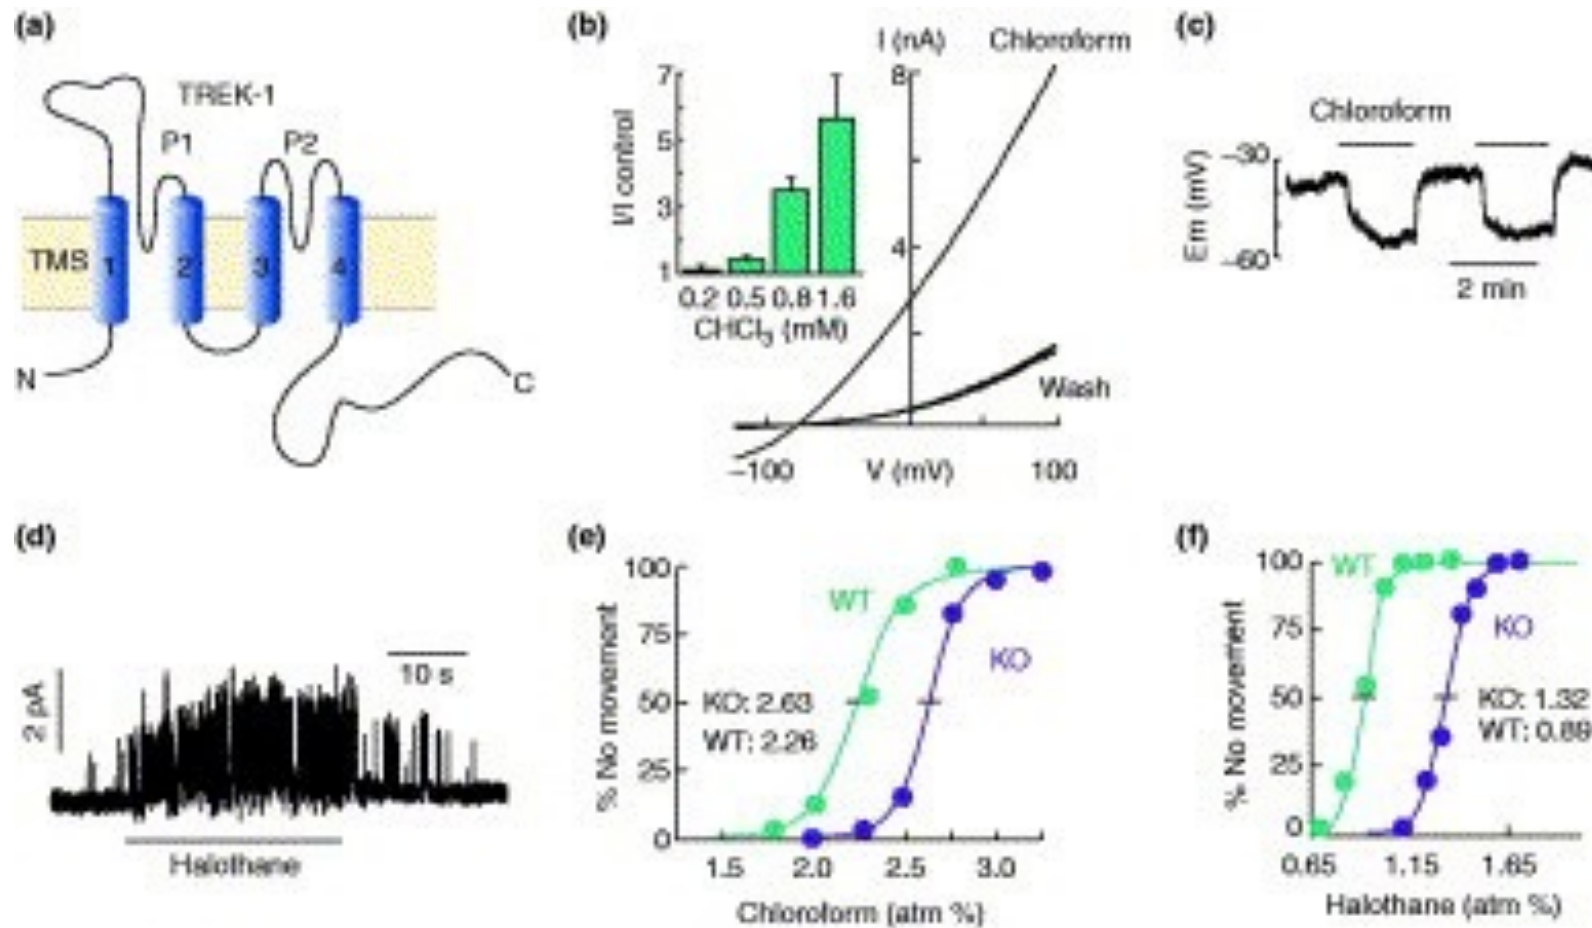 (a)
TREK-1
P1
P2
TMS
1
2
3
4
N
C
(b)
I (nA)
Chloroform
8
4
I/I control
7
5
3
1
0.2 0.5 0.8 1.6
CHCl3 (mM)
Wash
-100
V (mV)
100
(c)
Chloroform
-30
Em (mV)
-60
2 min
(d)
2 pA
10 s
Halothane
(e)
% No movement
100
75
50
25
0
WT
KO
KO: 2.63
WT: 2.26
1.5 2.0 2.5 3.0
Chloroform (atm %)
(f)
% No movement
100
75
50
25
0
WT
KO
KO: 1.32
WT: 0.89
0.65 1.15 1.65
Halothane (atm %)